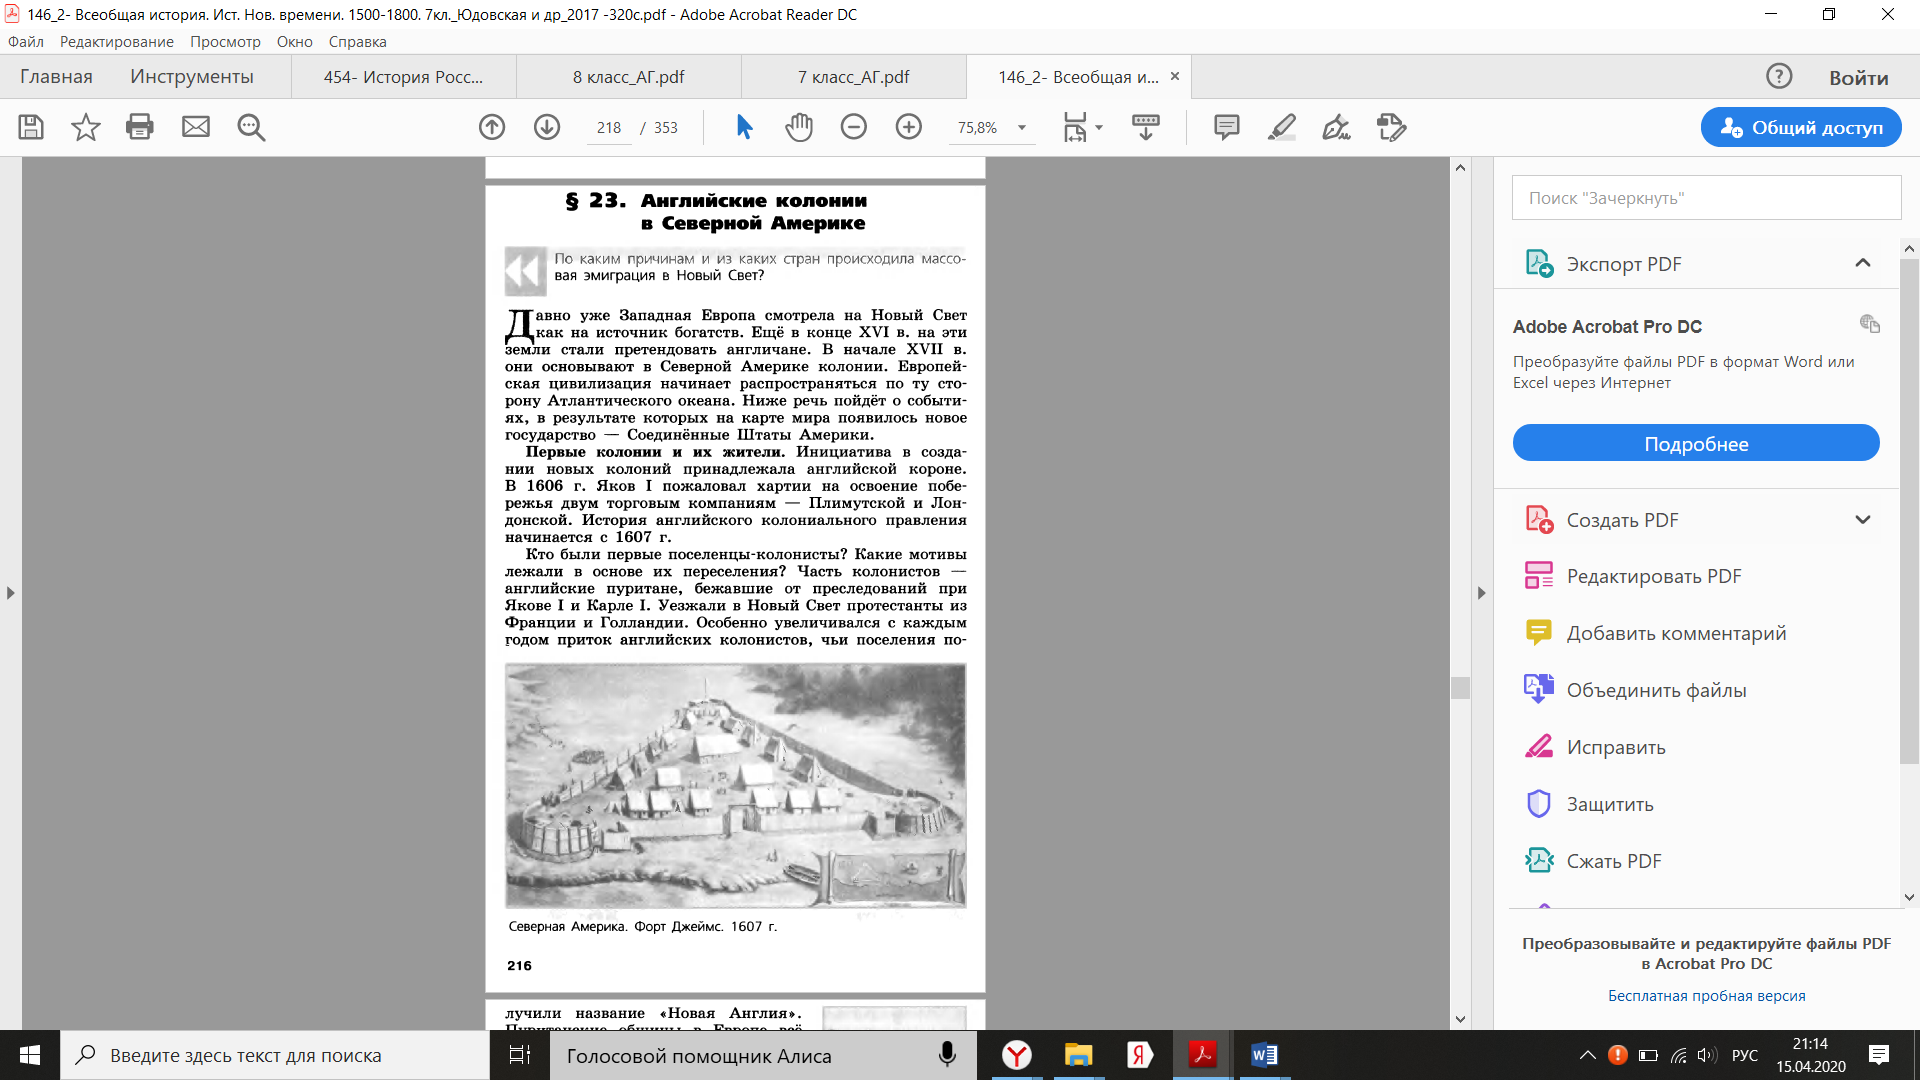 146_2- Всеобщая история. Ист. Нов. времени. 1500-1800. 7кл._Юдовская и др_2017 -320с.pdf - Adobe Acrobat Reader DC
Файл Редактирование Просмотр Окно Справка
Главная Инструменты 454- История Росс... 8 класс_АГ.pdf 7 класс_АГ.pdf 146_2- Всеобщая и... × Войти
218 / 353 75,8% Общий доступ
§ 23. Английские колонии
в Северной Америке
По каким причинам и из каких стран происходила массо-
вая эмиграция в Новый Свет?
Давно уже Западная Европа смотрела на Новый Свет
как на источник богатств. Ещё в конце XVI в. на эти
земли стали претендовать англичане. В начале XVII в.
они основывают в Северной Америке колонии. Европей-
ская цивилизация начинает распространяться по ту сто-
рону Атлантического океана. Ниже речь пойдёт о событи-
ях, в результате которых на карте мира появилось новое
государство — Соединённые Штаты Америки.
Первые колонии и их жители. Инициатива в созда-
нии новых колоний принадлежала английской короне.
В 1606 г. Яков I пожаловал хартии на освоение побе-
режья двум торговым компаниям — Плимутской и Лон-
донской. История английского колониального правления
начинается с 1607 г.
Кто были первые поселенцы-колонисты? Какие мотивы
лежали в основе их переселения? Часть колонистов —
английские пуритане, бежавшие от преследований при
Якове I и Карле I. Уезжали в Новый Свет протестанты из
Франции и Голландии. Особенно увеличивался с каждым
годом приток английских колонистов, чьи поселения по-
Северная Америка. Форт Джеймс. 1607 г.
216
лучили название «Новая Англия».
Пуританские общины в Европе всё
Поиск "Зачеркнуть"
Экспорт PDF
Adobe Acrobat Pro DC
Преобразуйте файлы PDF в формат Word или
Excel через Интернет
Подробнее
Создать PDF
Редактировать PDF
Добавить комментарий
Объединить файлы
Исправить
Защитить
Сжать PDF
Преобразовывайте и редактируйте файлы PDF
в Acrobat Pro DC
Бесплатная пробная версия
Введите здесь текст для поиска
Голосовой помощник Алиса
РУС
21:14
15.04.2020